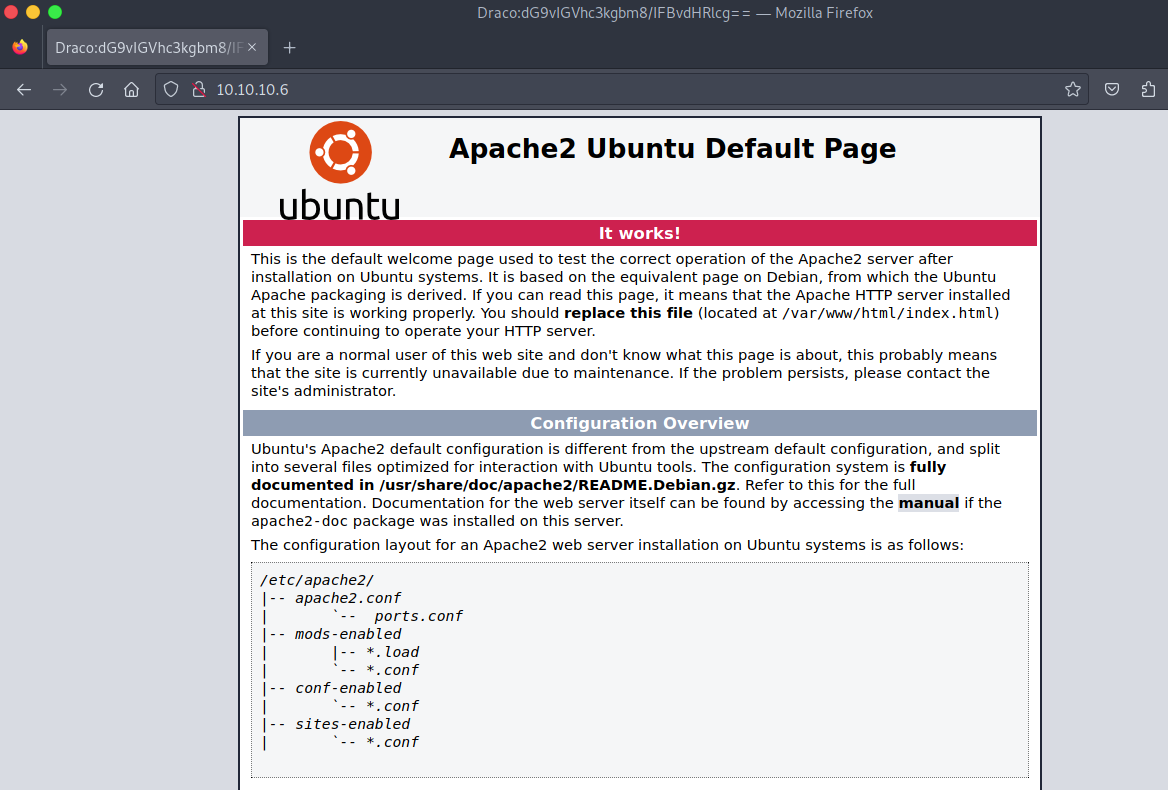 Draco:dG9vIGVhc3kgbm8/IFBvdHRlcg== — Mozilla Firefox
Draco:dG9vIGVhc3kgbm8/IF
10.10.10.6
Apache2 Ubuntu Default Page
ubuntu
It works!
This is the default welcome page used to test the correct operation of the Apache2 server after
installation on Ubuntu systems. It is based on the equivalent page on Debian, from which the Ubuntu
Apache packaging is derived. If you can read this page, it means that the Apache HTTP server installed
at this site is working properly. You should replace this file (located at /var/www/html/index.html)
before continuing to operate your HTTP server.
If you are a normal user of this web site and don't know what this page is about, this probably means
that the site is currently unavailable due to maintenance. If the problem persists, please contact the
site's administrator.
Configuration Overview
Ubuntu's Apache2 default configuration is different from the upstream default configuration, and split
into several files optimized for interaction with Ubuntu tools. The configuration system is fully
documented in /usr/share/doc/apache2/README.Debian.gz. Refer to this for the full
documentation. Documentation for the web server itself can be found by accessing the manual if the
apache2-doc package was installed on this server.
The configuration layout for an Apache2 web server installation on Ubuntu systems is as follows:
/etc/apache2/
|-- apache2.conf
|       `--  ports.conf
|-- mods-enabled
|       |-- *.load
|       `-- *.conf
|-- conf-enabled
|       `-- *.conf
|-- sites-enabled
|       `-- *.conf